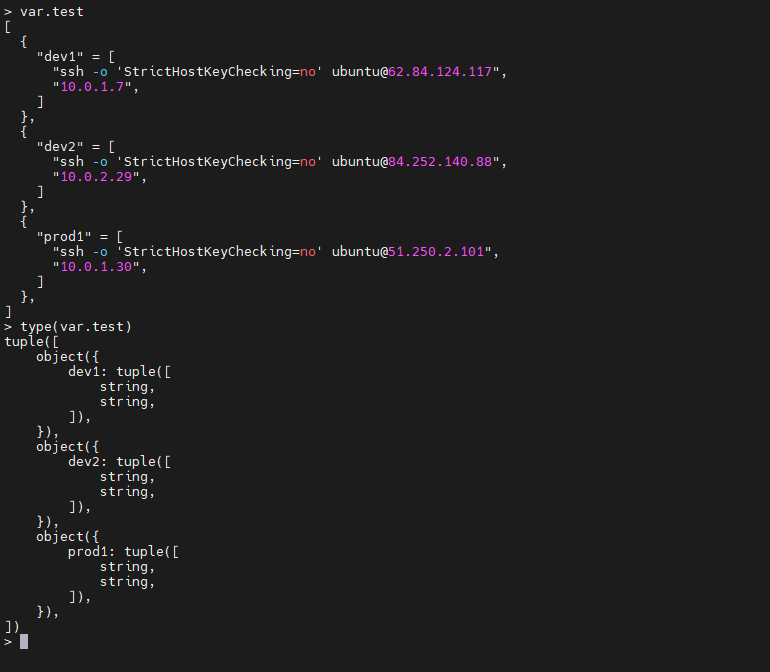 > var.test
[
  {
    "dev1" = [
      "ssh -o 'StrictHostKeyChecking=no' ubuntu@62.84.124.117",
      "10.0.1.7",
    ]
  },
  {
    "dev2" = [
      "ssh -o 'StrictHostKeyChecking=no' ubuntu@84.252.140.88",
      "10.0.2.29",
    ]
  },
  {
    "prod1" = [
      "ssh -o 'StrictHostKeyChecking=no' ubuntu@51.250.2.101",
      "10.0.1.30",
    ]
  },
]
> type(var.test)
tuple([
    object({
        dev1: tuple([
            string,
            string,
        ]),
    }),
    object({
        dev2: tuple([
            string,
            string,
        ]),
    }),
    object({
        prod1: tuple([
            string,
            string,
        ]),
    }),
])
>